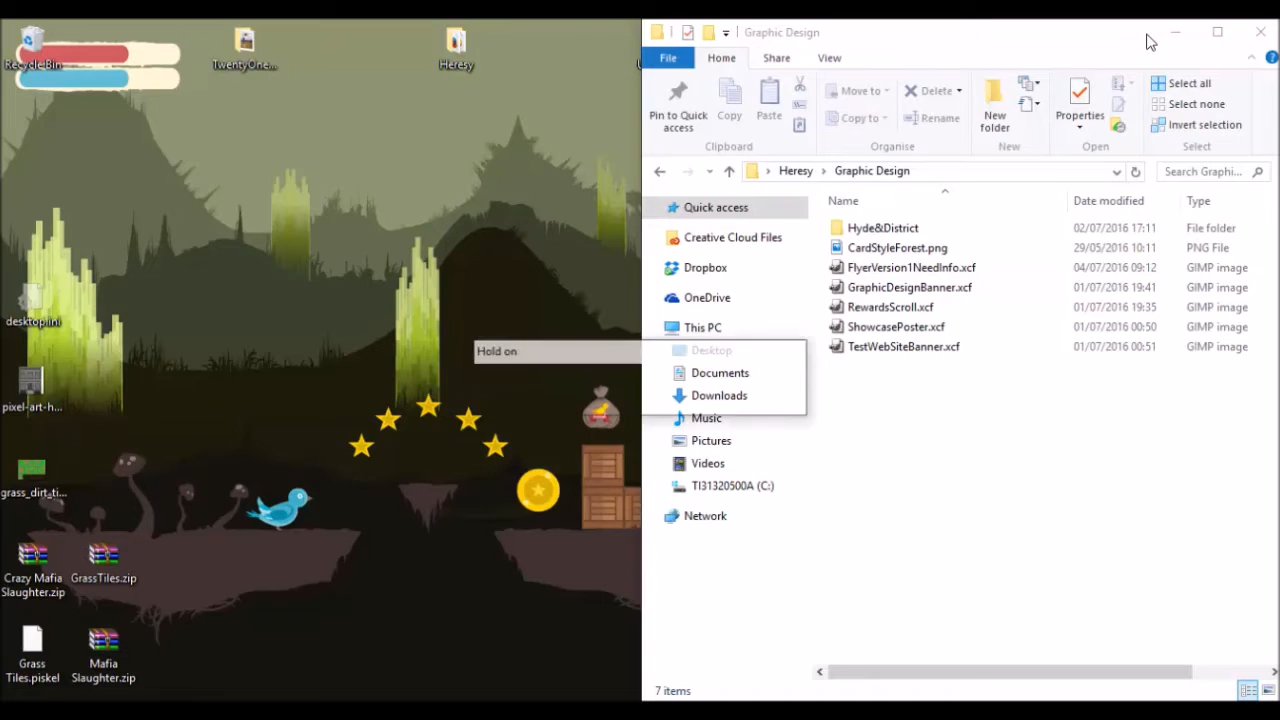 Recycle Bin
TwentyOne...
Heresy
desktop.ini
pixel-art-h...
grass_dirt_ti...
Crazy Mafia
Slaughter.zip
GrassTiles.zip
Grass
Tiles.piskel
Mafia
Slaughter.zip
Hold on
Graphic Design
File
Home
Share
View
Pin to Quick
access
Copy
Paste
Clipboard
Move to
Copy to
Delete
Rename
Organise
New
folder
New
Properties
Open
Select all
Select none
Invert selection
Select
Heresy
Graphic Design
Search Graphi...
Quick access
Creative Cloud Files
Dropbox
OneDrive
This PC
Desktop
Documents
Downloads
Music
Pictures
Videos
TI31320500A (C:)
Network
Name Date modified Type
Hyde&District 02/07/2016 17:11 File folder
CardStyleForest.png 29/05/2016 10:11 PNG File
FlyerVersion1NeedInfo.xcf 04/07/2016 09:12 GIMP image
GraphicDesignBanner.xcf 01/07/2016 19:41 GIMP image
RewardsScroll.xcf 01/07/2016 19:35 GIMP image
ShowcasePoster.xcf 01/07/2016 00:50 GIMP image
TestWebSiteBanner.xcf 01/07/2016 00:51 GIMP image
7 items